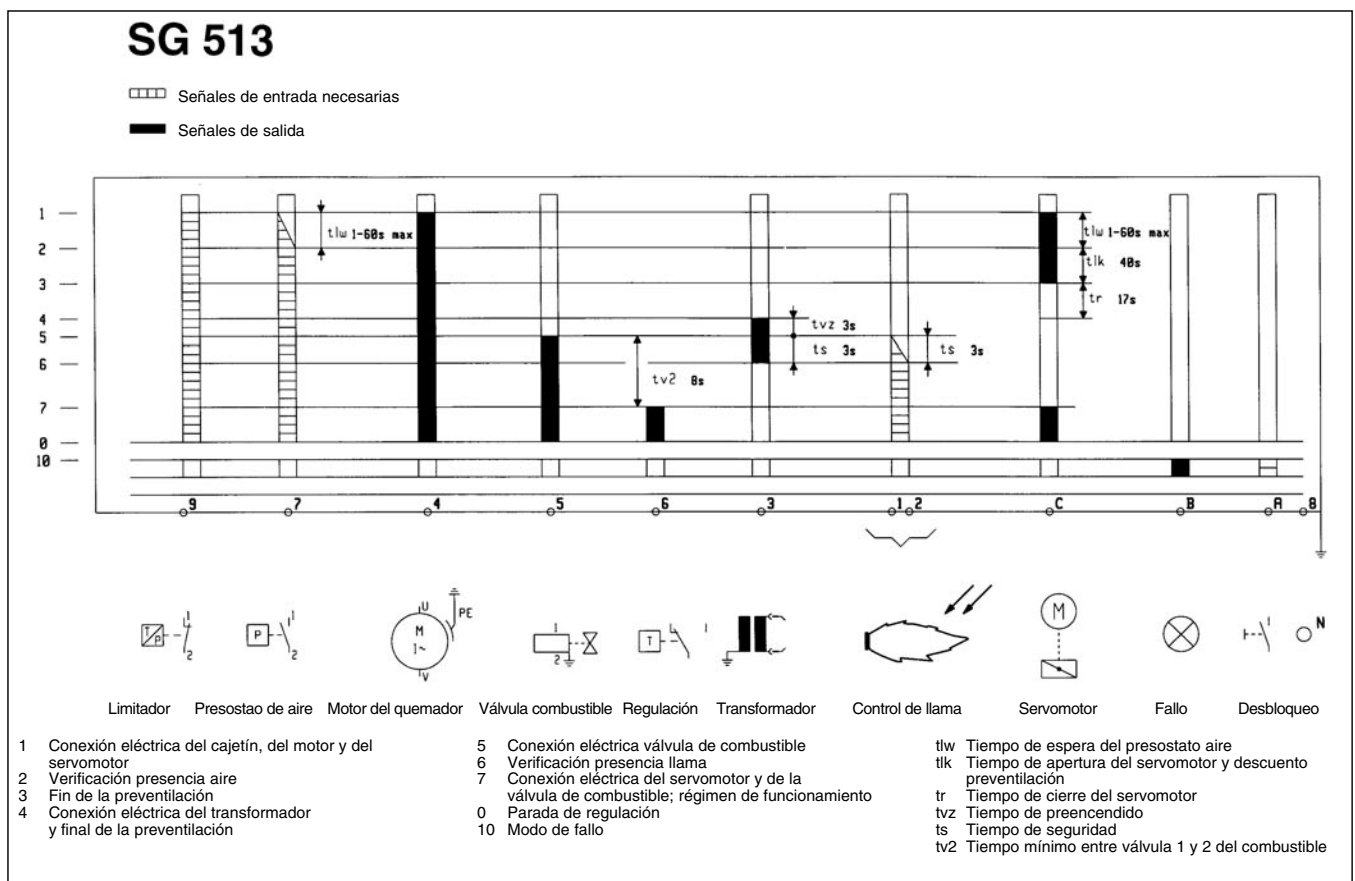 SG 513
Señales de entrada necesarias
Señales de salida
1
2
3
4
5
6
7
0
10
tlw 1-60s max
tv2 8s
tvz 3s
ts 3s
ts 3s
tlw 1-60s max
tlk 40s
tr 17s
9 7 4 5 6 3 1 2 C B A 8
T/P 1 2
P 1 2
U PE
M
1~
V
1
2
T 1
M
N
Limitador Presostao de aire Motor del quemador Válvula combustible Regulación Transformador Control de llama Servomotor Fallo Desbloqueo
1 Conexión eléctrica del cajetín, del motor y del
servomotor
2 Verificación presencia aire
3 Fin de la preventilación
4 Conexión eléctrica del transformador
y final de la preventilación
5 Conexión eléctrica válvula de combustible
6 Verificación presencia llama
7 Conexión eléctrica del servomotor y de la
válvula de combustible; régimen de funcionamiento
0 Parada de regulación
10 Modo de fallo
tlw Tiempo de espera del presostato aire
tlk Tiempo de apertura del servomotor y descuento
preventilación
tr Tiempo de cierre del servomotor
tvz Tiempo de preencendido
ts Tiempo de seguridad
tv2 Tiempo mínimo entre válvula 1 y 2 del combustible